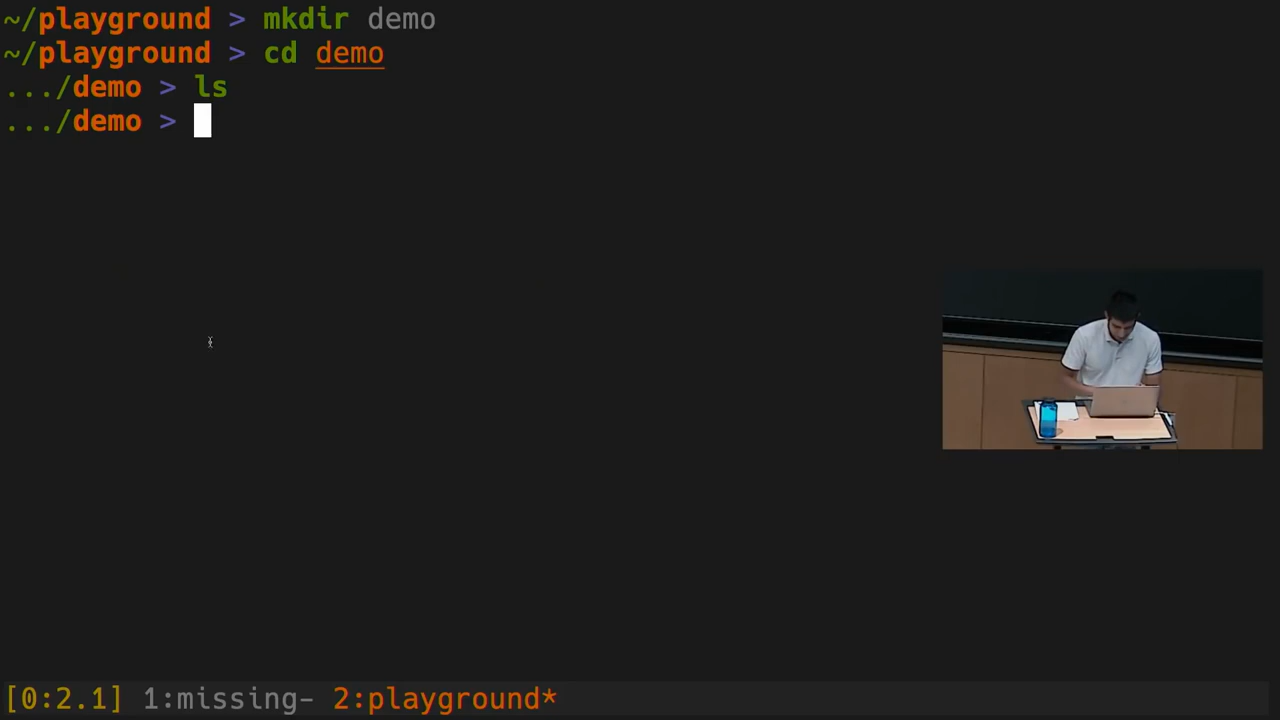 ~/playground > mkdir demo
~/playground > cd demo
.../demo > ls
.../demo >
[0:2.1] 1:missing- 2:playground*